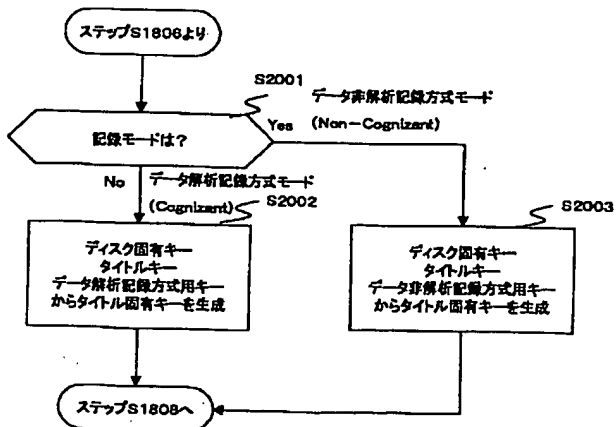 ステップS1806より
S2001
データ非解析記録方式モード
(Non-Cognizant)
Yes
記録モードは?
No
データ解析記録方式モード
(Cognizant)
S2002
S2003
ディスク固有キー
タイトルキー
データ解析記録方式用キー
からタイトル固有キーを生成
ディスク固有キー
タイトルキー
データ非解析記録方式用キー
からタイトル固有キーを生成
ステップS1808へ